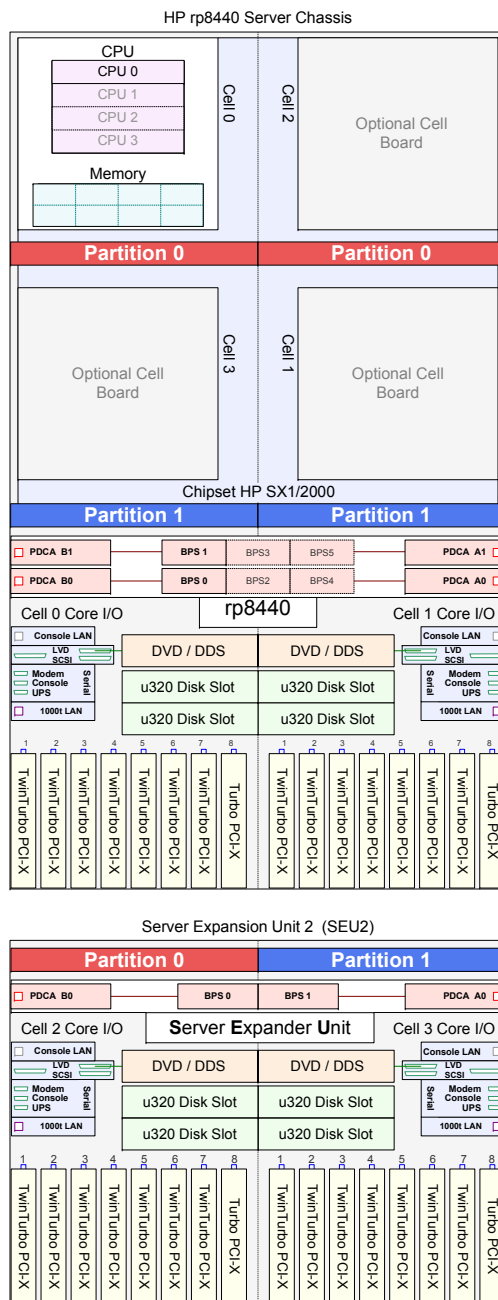 HP rp8440 Server Chassis
CPU
CPU 0
CPU 1
CPU 2
CPU 3
Memory
Cell 0
Cell 2
Optional Cell
Board
Partition 0
Partition 0
Optional Cell
Board
Cell 3
Cell 1
Optional Cell
Board
Chipset HP SX1/2000
Partition 1
Partition 1
PDCA B1
BPS 1
BPS3
BPS5
PDCA A1
PDCA B0
BPS 0
BPS2
BPS4
PDCA A0
Cell 0 Core I/O
rp8440
Cell 1 Core I/O
Console LAN
LVD
SCSI
Modem
Console
UPS
Serial
1000t LAN
DVD / DDS
DVD / DDS
u320 Disk Slot
u320 Disk Slot
u320 Disk Slot
u320 Disk Slot
Console LAN
LVD
SCSI
Serial
Modem
Console
UPS
1000t LAN
1 2 3 4 5 6 7 8
1 2 3 4 5 6 7 8
TwinTurbo PCI-X
TwinTurbo PCI-X
TwinTurbo PCI-X
TwinTurbo PCI-X
TwinTurbo PCI-X
TwinTurbo PCI-X
TwinTurbo PCI-X
Turbo PCI-X
TwinTurbo PCI-X
TwinTurbo PCI-X
TwinTurbo PCI-X
TwinTurbo PCI-X
TwinTurbo PCI-X
TwinTurbo PCI-X
TwinTurbo PCI-X
Turbo PCI-X
Server Expansion Unit 2 (SEU2)
Partition 0
Partition 1
PDCA B0
BPS 0
BPS 1
PDCA A0
Cell 2 Core I/O
Server Expander Unit
Cell 3 Core I/O
Console LAN
LVD
SCSI
Modem
Console
UPS
Serial
1000t LAN
DVD / DDS
DVD / DDS
u320 Disk Slot
u320 Disk Slot
u320 Disk Slot
u320 Disk Slot
Console LAN
LVD
SCSI
Serial
Modem
Console
UPS
1000t LAN
1 2 3 4 5 6 7 8
1 2 3 4 5 6 7 8
TwinTurbo PCI-X
TwinTurbo PCI-X
TwinTurbo PCI-X
TwinTurbo PCI-X
TwinTurbo PCI-X
TwinTurbo PCI-X
TwinTurbo PCI-X
Turbo PCI-X
TwinTurbo PCI-X
TwinTurbo PCI-X
TwinTurbo PCI-X
TwinTurbo PCI-X
TwinTurbo PCI-X
TwinTurbo PCI-X
TwinTurbo PCI-X
Turbo PCI-X